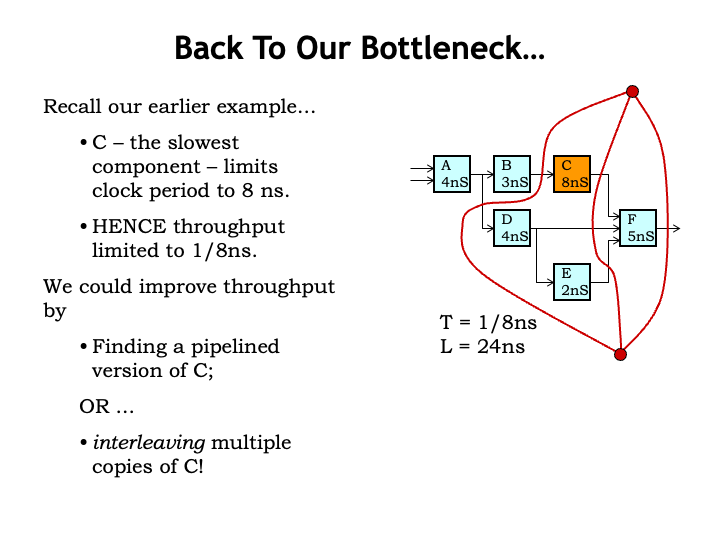 Back To Our Bottleneck…
Recall our earlier example…
• C – the slowest
component – limits
clock period to 8 ns.
• HENCE throughput
limited to 1/8ns.
We could improve throughput
by
• Finding a pipelined
version of C;
OR …
• interleaving multiple
copies of C!
A
4nS
B
3nS
C
8nS
D
4nS
F
5nS
E
2nS
T = 1/8ns
L = 24ns